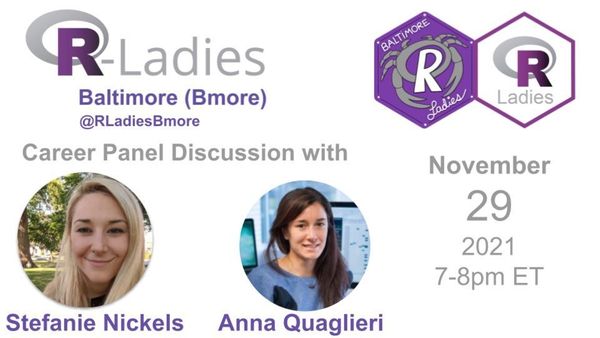 R-Ladies
Baltimore (Bmore)
@RLadiesBmore
BALTIMORE
R
Ladies
R
Ladies
Career Panel Discussion with
November
29
2021
7-8pm ET
Stefanie Nickels
Anna Quaglieri